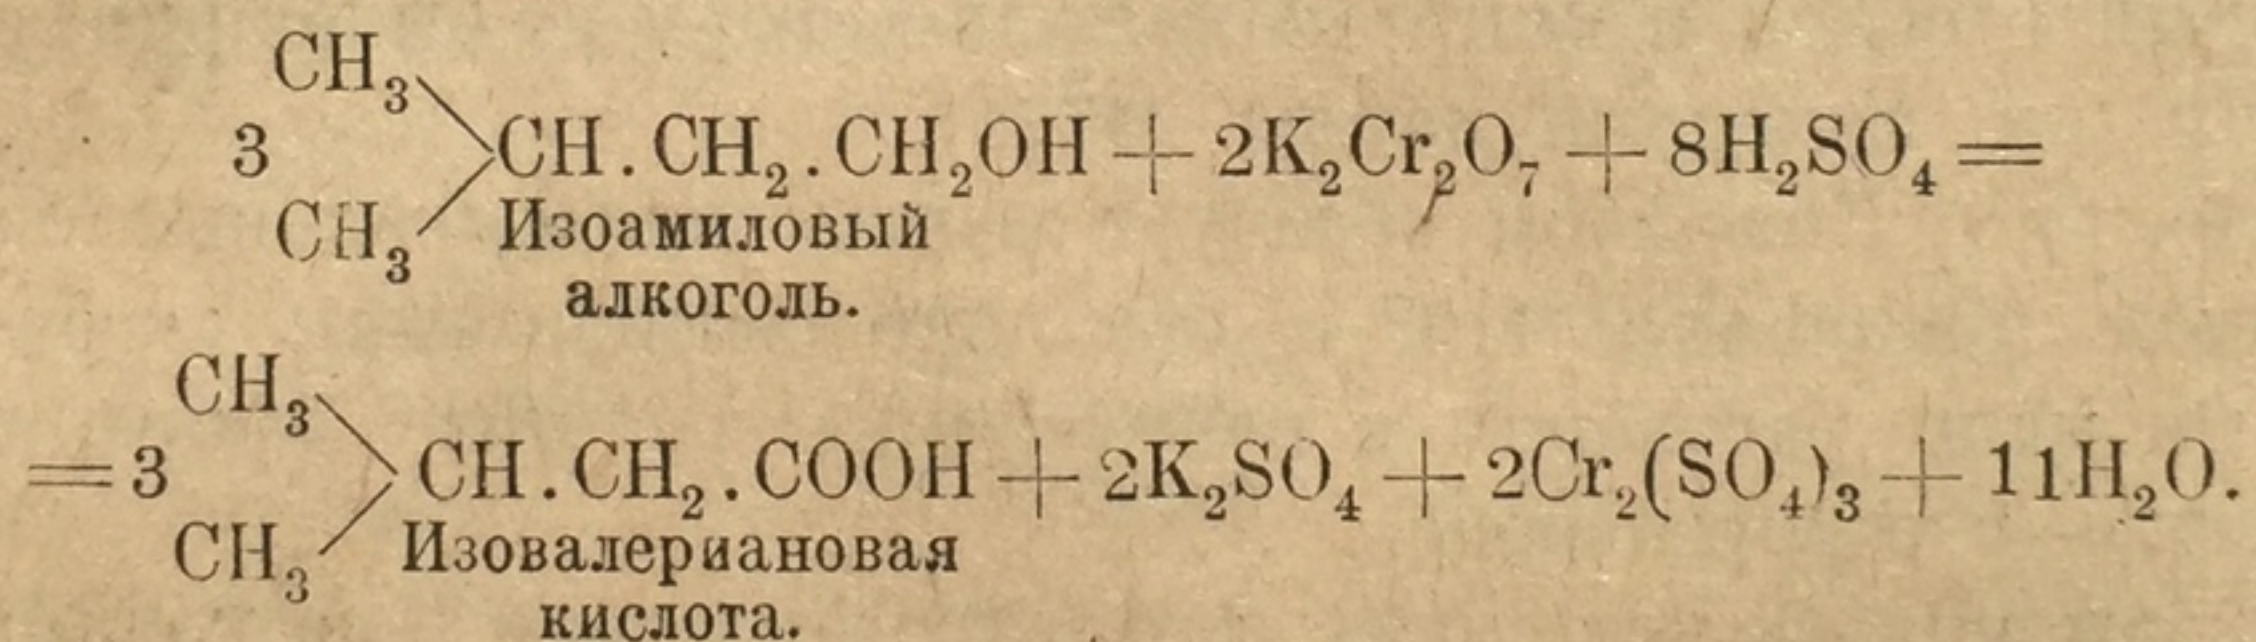 CH₃
3 CH . CH₂ . CH₂OH + 2K₂Cr₂O₇ + 8H₂SO₄ =
CH₃ Изоамиловый
алкоголь.
CH₃
= 3 CH . CH₂ . COOH + 2K₂SO₄ + 2Cr₂(SO₄)₃ + 11H₂O.
CH₃ Изовалериановая
кислота.